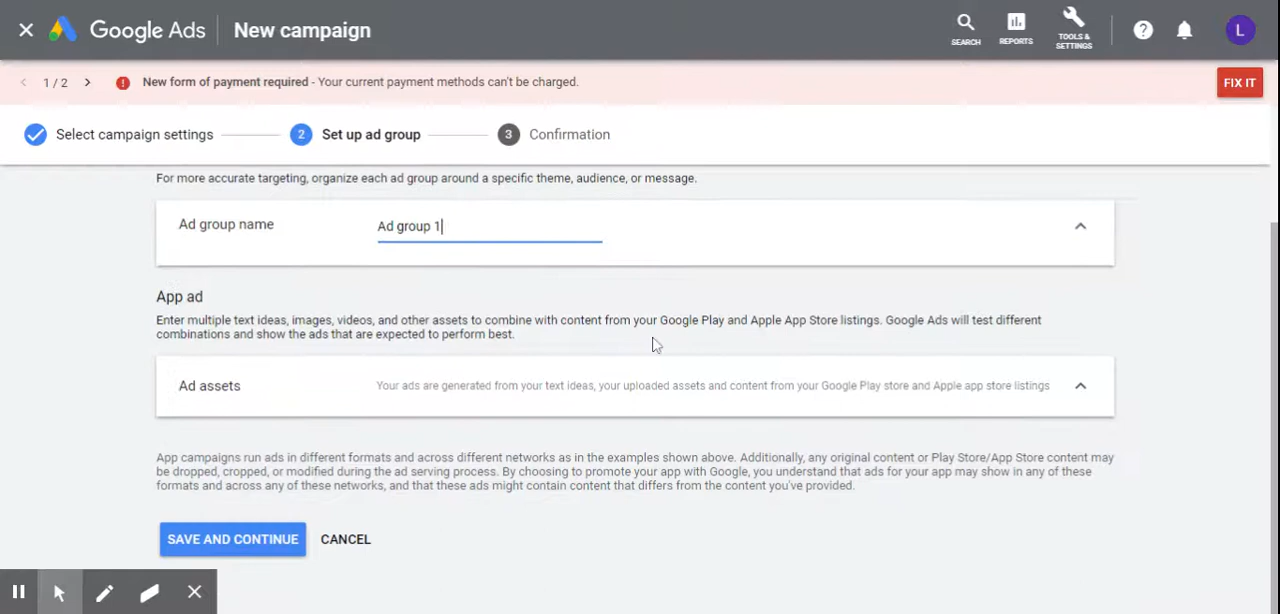 Google Ads New campaign SEARCH REPORTS TOOLS & SETTINGS L
1 / 2 New form of payment required - Your current payment methods can't be charged. FIX IT
Select campaign settings 2 Set up ad group 3 Confirmation
For more accurate targeting, organize each ad group around a specific theme, audience, or message.
Ad group name Ad group 1
App ad
Enter multiple text ideas, images, videos, and other assets to combine with content from your Google Play and Apple App Store listings. Google Ads will test different
combinations and show the ads that are expected to perform best.
Ad assets Your ads are generated from your text ideas, your uploaded assets and content from your Google Play store and Apple app store listings
App campaigns run ads in different formats and across different networks as in the examples shown above. Additionally, any original content or Play Store/App Store content may
be dropped, cropped, or modified during the ad serving process. By choosing to promote your app with Google, you understand that ads for your app may show in any of these
formats and across any of these networks, and that these ads might contain content that differs from the content you've provided.
SAVE AND CONTINUE CANCEL